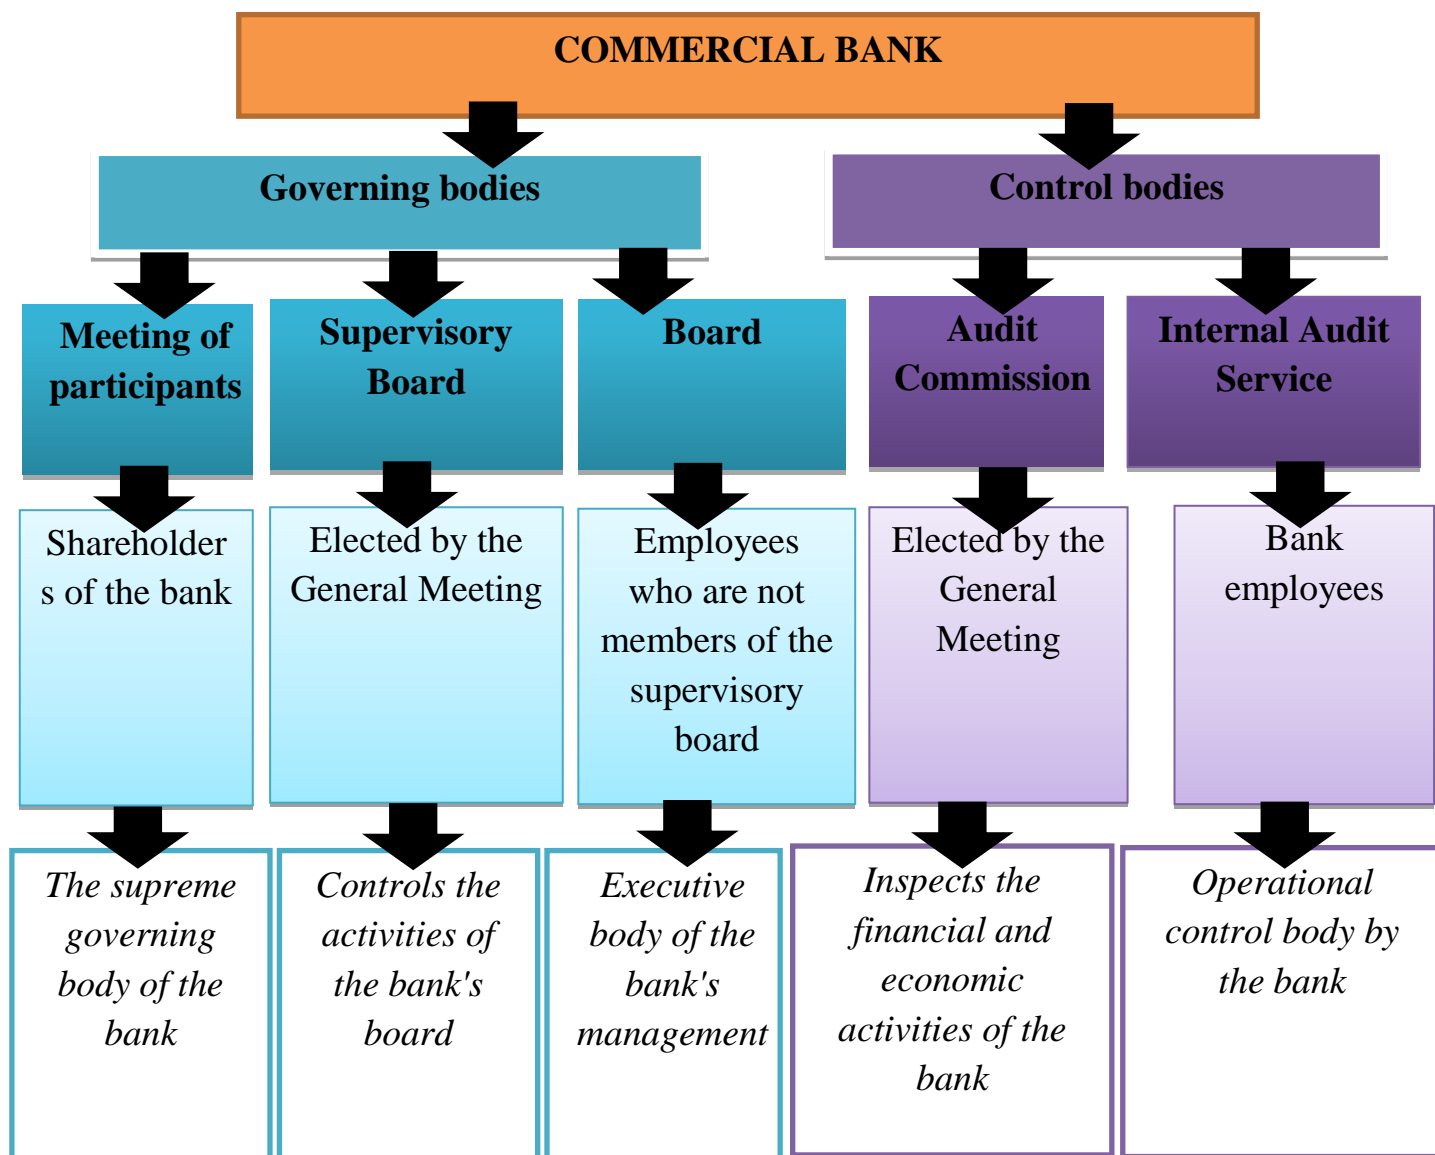 COMMERCIAL BANK
Governing bodies
Control bodies
Meeting of
participants
Supervisory
Board
Board
Audit
Commission
Internal Audit
Service
Shareholder
s of the bank
Elected by the
General Meeting
Employees
who are not
members of the
supervisory
board
Elected by the
General
Meeting
Bank
employees
The supreme
governing
body of the
bank
Controls the
activities of
the bank's
board
Executive
body of the
bank's
management
Inspects the
financial and
economic
activities of the
bank
Operational
control body by
the bank